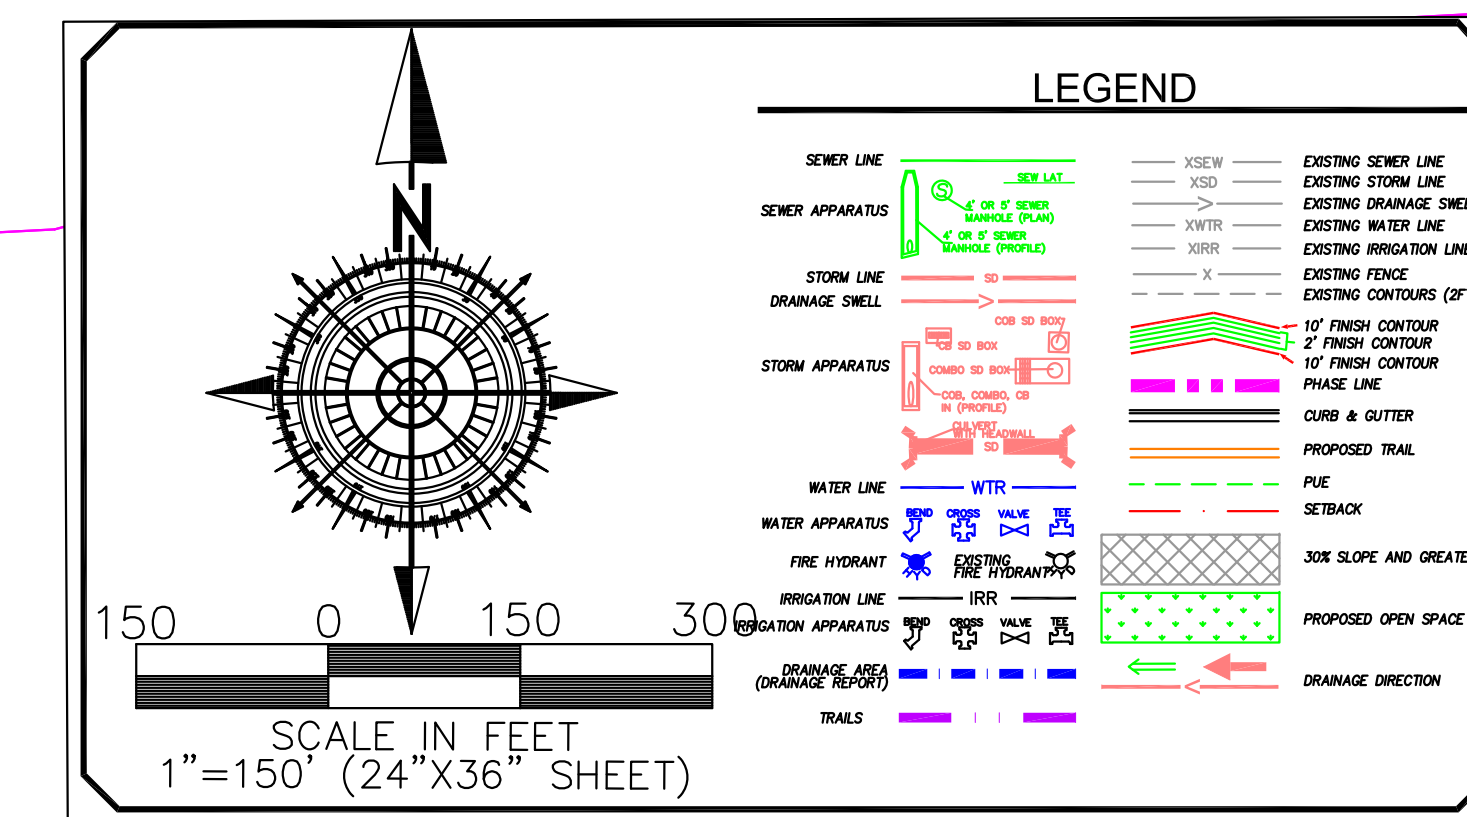 N
150 0 150 300
SCALE IN FEET
1"=150' (24"X36" SHEET)
LEGEND
SEWER LINE
SEW LAT
SEWER APPARATUS
S
4' OR 5' SEWER
MANHOLE (PLAN)
4' OR 5' SEWER
MANHOLE (PROFILE)
STORM LINE
SD
DRAINAGE SWELL
>
COB SD BOX
CB SD BOX
STORM APPARATUS
COMBO SD BOX
COB, COMBO, CB
IN (PROFILE)
CULVERT
WITH HEADWALL
SD
WATER LINE
WTR
WATER APPARATUS
BEND CROSS VALVE TEE
FIRE HYDRANT
EXISTING
FIRE HYDRANT
IRRIGATION LINE
IRR
IRRIGATION APPARATUS
BEND CROSS VALVE TEE
DRAINAGE AREA
(DRAINAGE REPORT)
TRAILS
XSEW EXISTING SEWER LINE
XSD EXISTING STORM LINE
> EXISTING DRAINAGE SWE
XWTR EXISTING WATER LINE
XIRR EXISTING IRRIGATION LINE
X EXISTING FENCE
EXISTING CONTOURS (2F
10' FINISH CONTOUR
2' FINISH CONTOUR
10' FINISH CONTOUR
PHASE LINE
CURB & GUTTER
PROPOSED TRAIL
PUE
SETBACK
30% SLOPE AND GREATE
PROPOSED OPEN SPACE
DRAINAGE DIRECTION
<